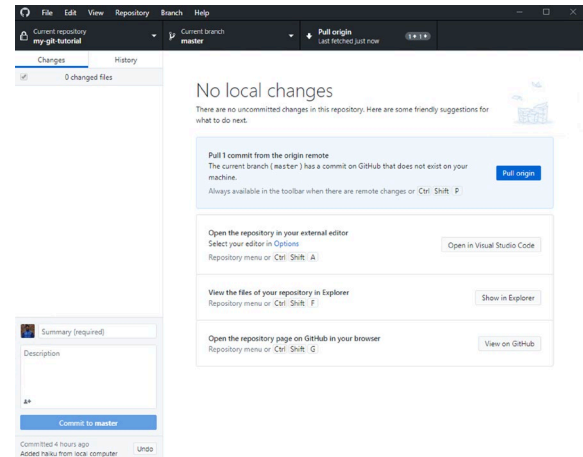 File Edit View Repository Branch Help
Current repository
my-git-tutorial
Current branch
master
Pull origin
Last fetched just now
1 1
Changes History
0 changed files
No local changes
There are no uncommitted changes in this repository. Here are some friendly suggestions for
what to do next.
Pull 1 commit from the origin remote
The current branch (master) has a commit on GitHub that does not exist on your
machine.
Always available in the toolbar when there are remote changes or Ctrl Shift P
Pull origin
Open the repository in your external editor
Select your editor in Options
Repository menu or Ctrl Shift A
Open in Visual Studio Code
View the files of your repository in Explorer
Repository menu or Ctrl Shift F
Show in Explorer
Open the repository page on GitHub in your browser
Repository menu or Ctrl Shift G
View on GitHub
Summary (required)
Description
Commit to master
Committed 4 hours ago
Added haiku from local computer
Undo